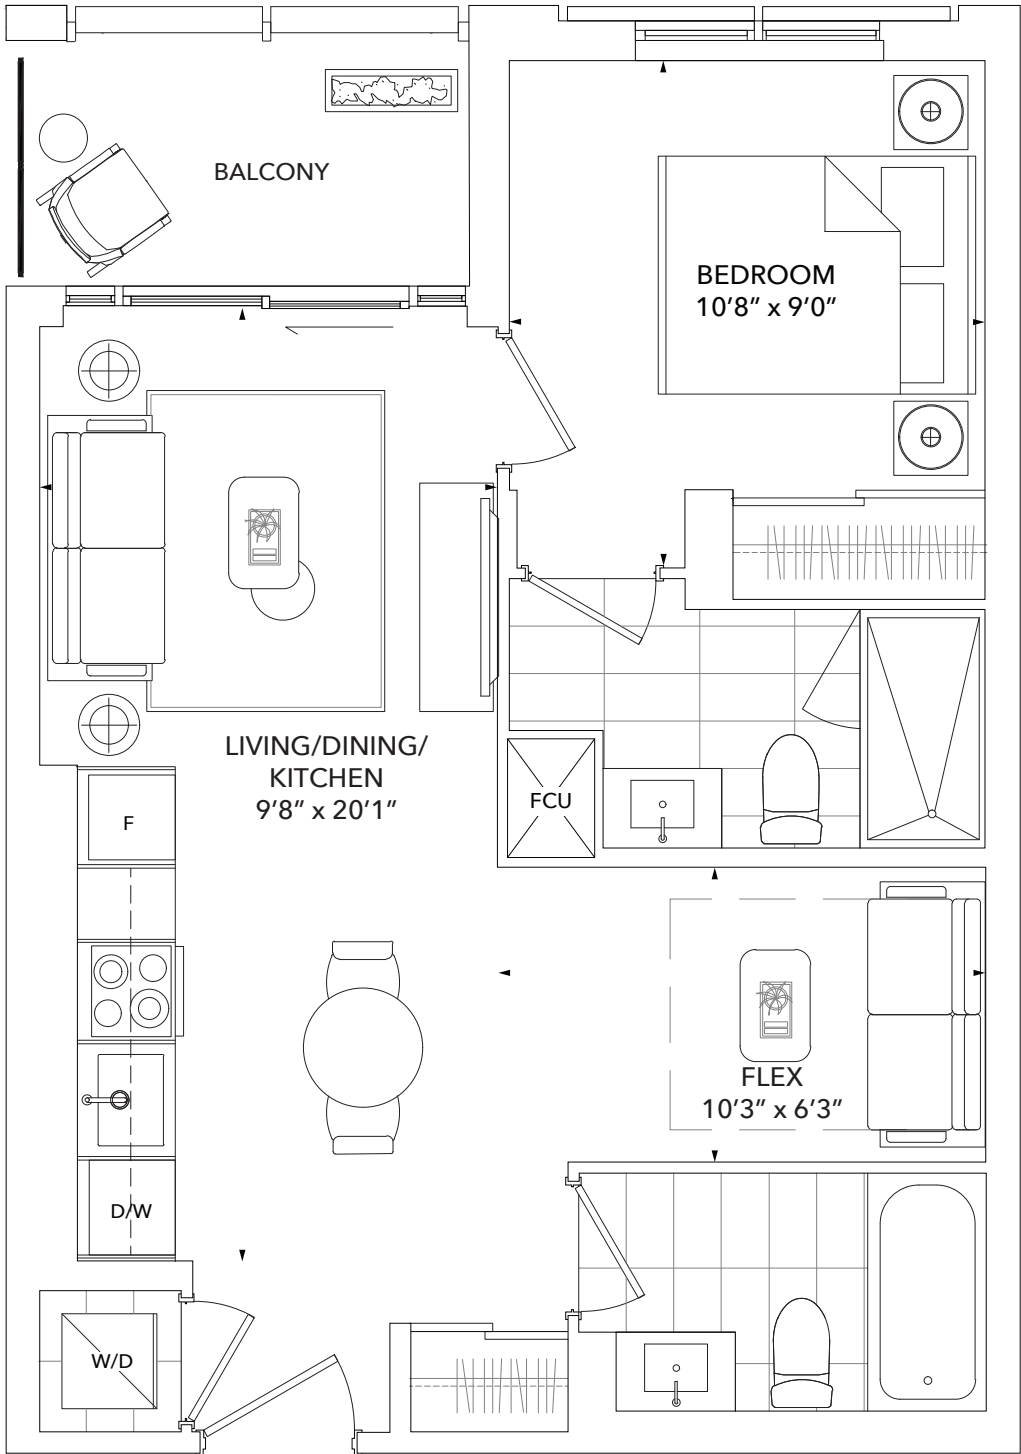 BALCONY
BEDROOM
10’8” x 9’0”
LIVING/DINING/
KITCHEN
9’8” x 20’1”
FCU
F
FLEX
10’3” x 6’3”
D/W
W/D